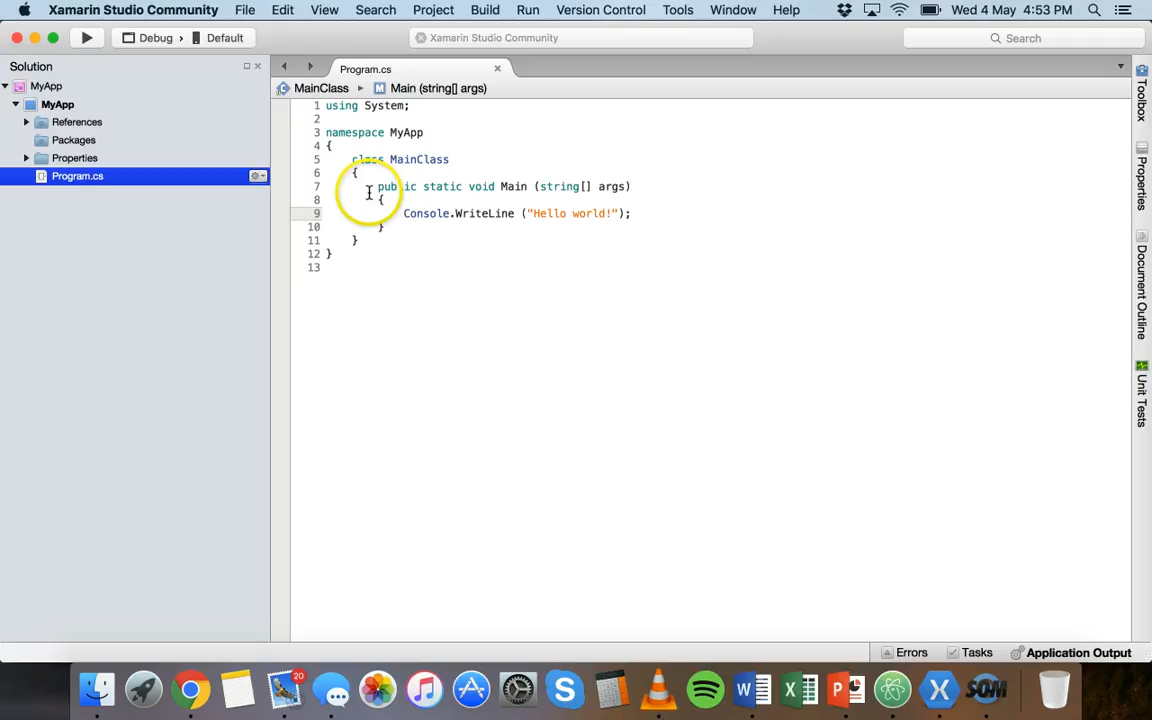 Xamarin Studio Community File Edit View Search Project Build Run Version Control Tools Window Help Wed 4 May 4:53 PM
Debug › Default Xamarin Studio Community Search
Solution
Program.cs
MyApp
MainClass ▸ M Main (string[] args)
MyApp
References
Packages
Properties
Program.cs
1 using System;
2
3 namespace MyApp
4 {
5 class MainClass
6 {
7 public static void Main (string[] args)
8 {
9 Console.WriteLine ("Hello world!");
10 }
11 }
12 }
13
Toolbox
Properties
Document Outline
Unit Tests
Errors Tasks Application Output
20
W X P X SQM